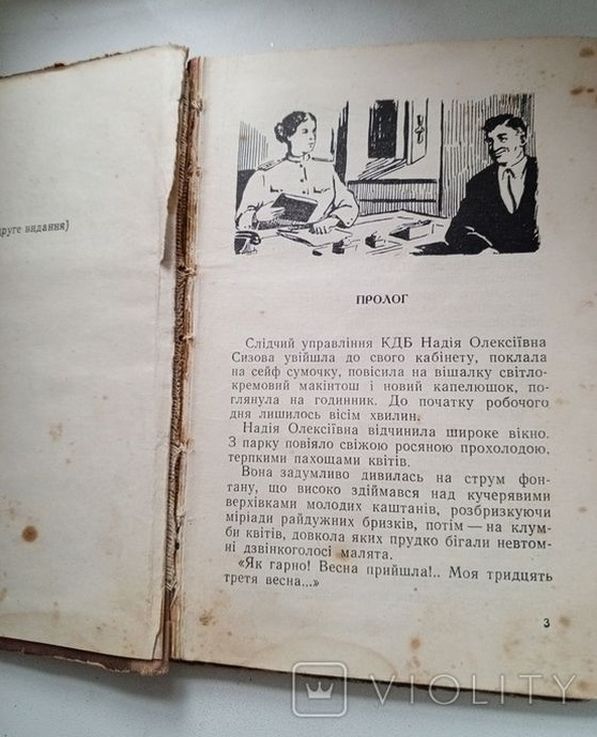 друге видання)
ПРОЛОГ
Слідчий управління КДБ Надія Олексіївна
Сизова увійшла до свого кабінету, поклала
на сейф сумочку, повісила на вішалку світло-
кремовий макінтош і новий капелюшок, по-
глянула на годинник. До початку робочого
дня лишилось вісім хвилин.
Надія Олексіївна відчинила широке вікно.
З парку повіяло свіжою росяною прохолодою,
терпкими пахощами квітів.
Вона задумливо дивилась на струм фон-
тану, що високо здіймався над кучерявими
верхівками молодих каштанів, розбризкуючи
міріади райдужних бризків, потім — на клум-
би квітів, довкола яких прудко бігали невтом-
ні дзвінкоголосі малята.
«Як гарно! Весна прийшла!.. Моя тридцять
третя весна...»
3
VIOLITY